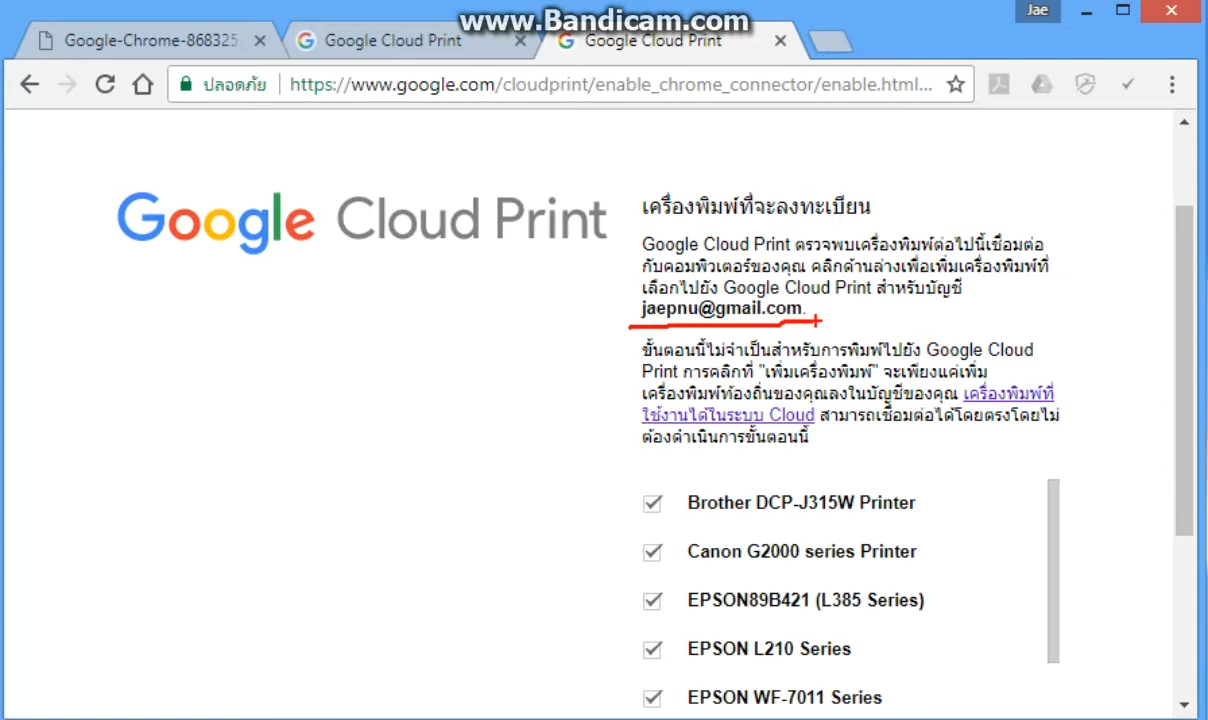 www.Bandicam.com
Jae
Google-Chrome-868325
Google Cloud Print
Google Cloud Print
ปลอดภัย
https://www.google.com/cloudprint/enable_chrome_connector/enable.html...
Google Cloud Print
เครื่องพิมพ์ที่จะลงทะเบียน
Google Cloud Print ตรวจพบเครื่องพิมพ์ต่อไปนี้เชื่อมต่อ
กับคอมพิวเตอร์ของคุณ คลิกด้านล่างเพื่อเพิ่มเครื่องพิมพ์ที่
เลือกไปยัง Google Cloud Print สำหรับบัญชี
jaepnu@gmail.com.
ขั้นตอนนี้ไม่จำเป็นสำหรับการพิมพ์ไปยัง Google Cloud
Print การคลิกที่ "เพิ่มเครื่องพิมพ์" จะเพียงแค่เพิ่ม
เครื่องพิมพ์ท้องถิ่นของคุณลงในบัญชีของคุณ เครื่องพิมพ์ที่
ใช้งานได้ในระบบ Cloud สามารถเชื่อมต่อได้โดยตรงโดยไม่
ต้องดำเนินการขั้นตอนนี้
Brother DCP-J315W Printer
Canon G2000 series Printer
EPSON89B421 (L385 Series)
EPSON L210 Series
EPSON WF-7011 Series